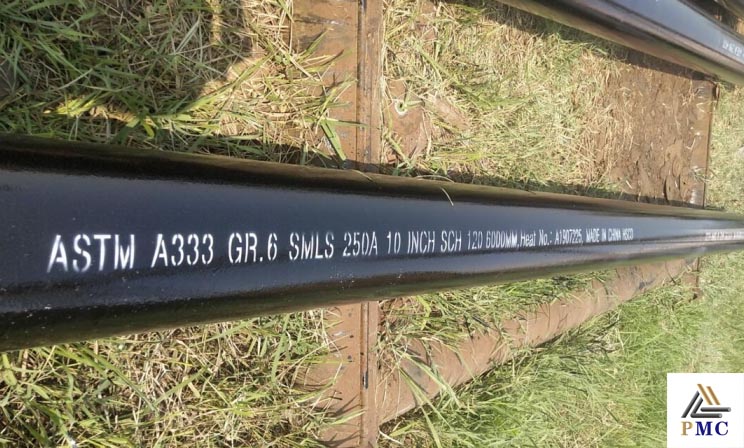 ASTM A333 GR.6 SMLS 250A 10 INCH SCH 120 6000MM.Heat No.: A1907225, MADE IN CHINA
PMC